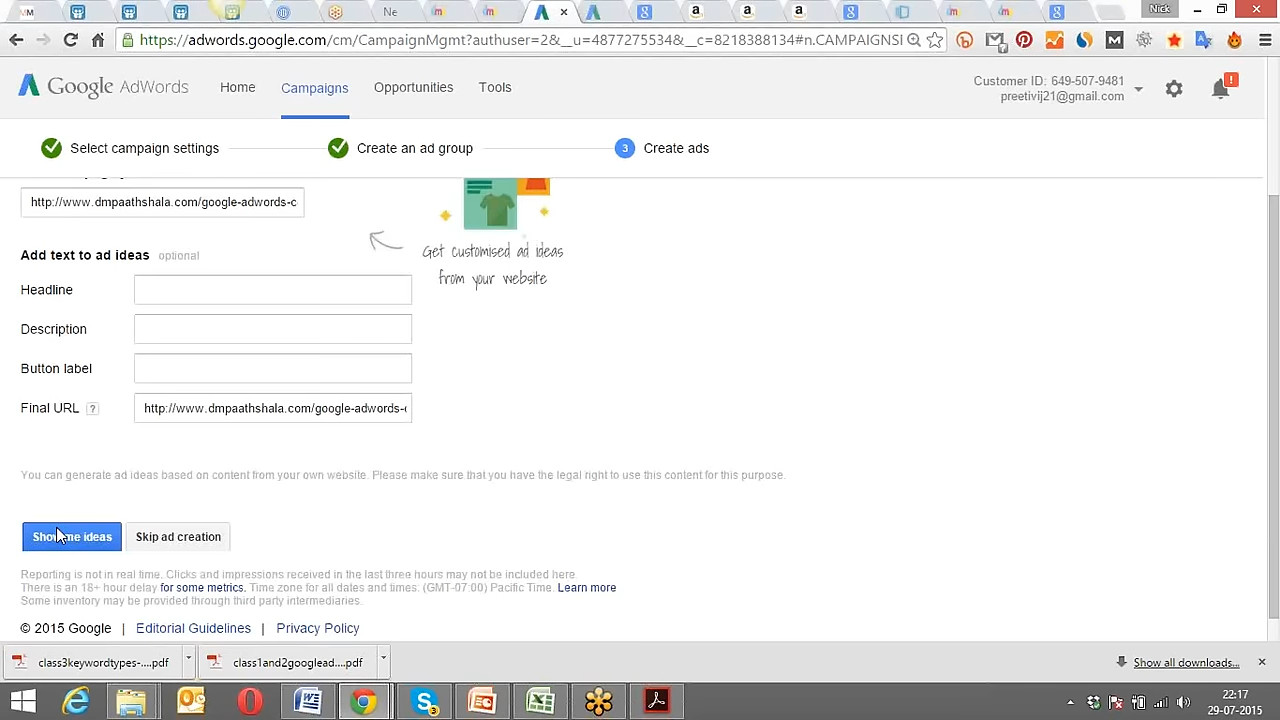 Ne
Nick
https://adwords.google.com/cm/CampaignMgmt?authuser=2&__u=4877275534&__c=8218388134#n.CAMPAIGNSI
Google AdWords
Home
Campaigns
Opportunities
Tools
Customer ID: 649-507-9481
preetivij21@gmail.com
!
Select campaign settings
Create an ad group
3
Create ads
http://www.dmpaathshala.com/google-adwords-c
Get customised ad ideas
from your website
Add text to ad ideas optional
Headline
Description
Button label
Final URL ?
http://www.dmpaathshala.com/google-adwords-
You can generate ad ideas based on content from your own website. Please make sure that you have the legal right to use this content for this purpose.
Show me ideas
Skip ad creation
Reporting is not in real time. Clicks and impressions received in the last three hours may not be included here.
There is an 18+ hour delay for some metrics. Time zone for all dates and times: (GMT-07:00) Pacific Time. Learn more
Some inventory may be provided through third party intermediaries.
© 2015 Google | Editorial Guidelines | Privacy Policy
class3keywordtypes-....pdf
class1and2googlead....pdf
Show all downloads...
22:17
29-07-2015